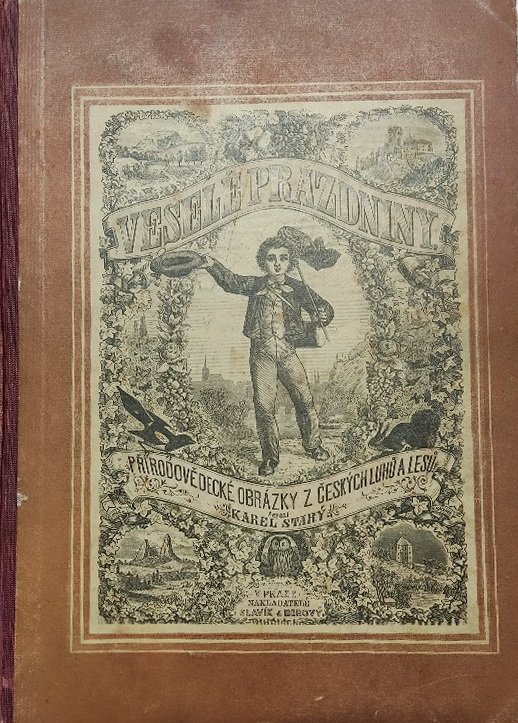 VESELÉ PRÁZDNINY.
PŘÍRODOVĚDECKÉ OBRÁZKY Z ČESKÝCH LUHŮ A LESŮ.
KAREL STARÝ
V PRAZE
NAKLADATELÉ
SLAVÍK & BOROVÝ